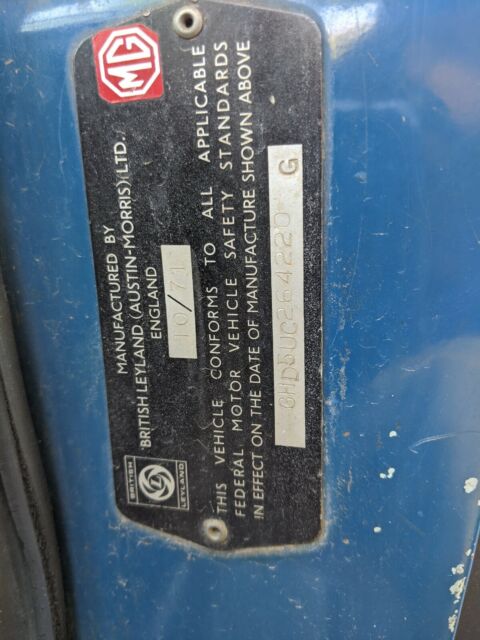 MG
MANUFACTURED BY
BRITISH LEYLAND (AUSTIN-MORRIS) LTD.
ENGLAND
10/71
THIS VEHICLE CONFORMS TO ALL APPLICABLE
FEDERAL MOTOR VEHICLE SAFETY STANDARDS
IN EFFECT ON THE DATE OF MANUFACTURE SHOWN ABOVE
GHD5UC264220 G
BRITISH
LEYLAND